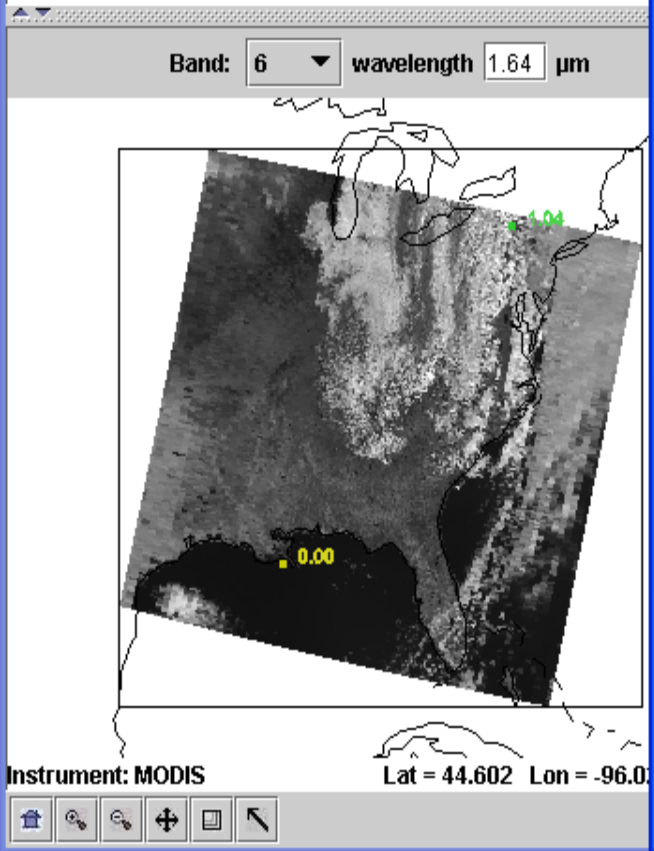 Band: 6 wavelength 1.64 µm
1.04
0.00
Instrument: MODIS Lat = 44.602 Lon = -96.0